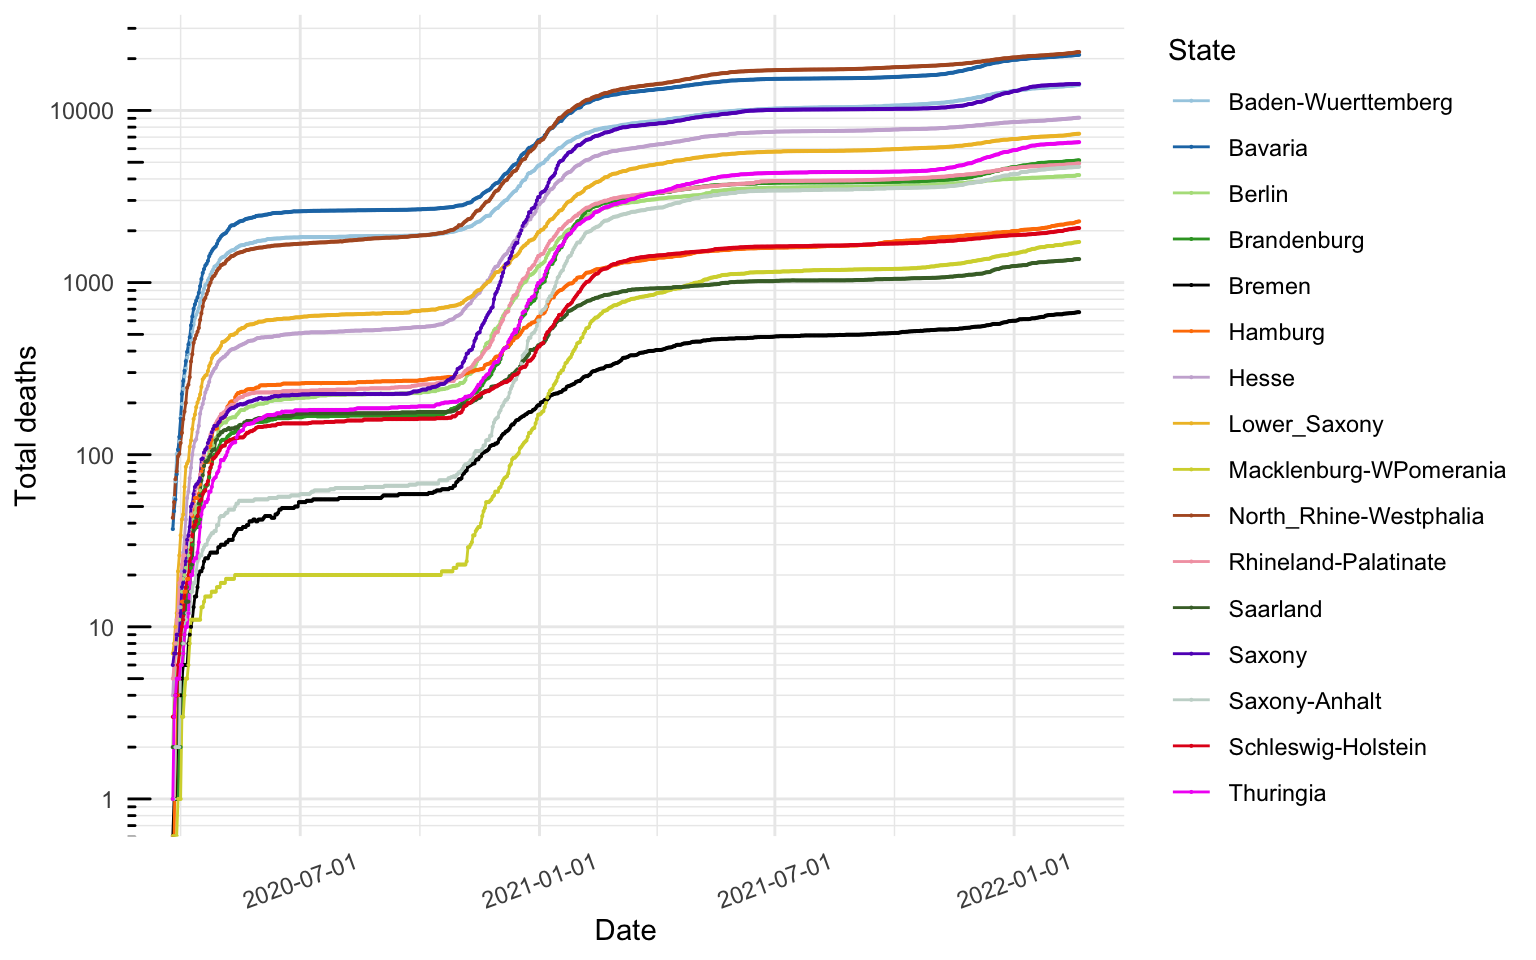 Total deaths
10000
1000
100
10
1
2020-07-01
2021-01-01
2021-07-01
2022-01-01
Date
State
Baden-Wuerttemberg
Bavaria
Berlin
Brandenburg
Bremen
Hamburg
Hesse
Lower_Saxony
Macklenburg-WPomerania
North_Rhine-Westphalia
Rhineland-Palatinate
Saarland
Saxony
Saxony-Anhalt
Schleswig-Holstein
Thuringia